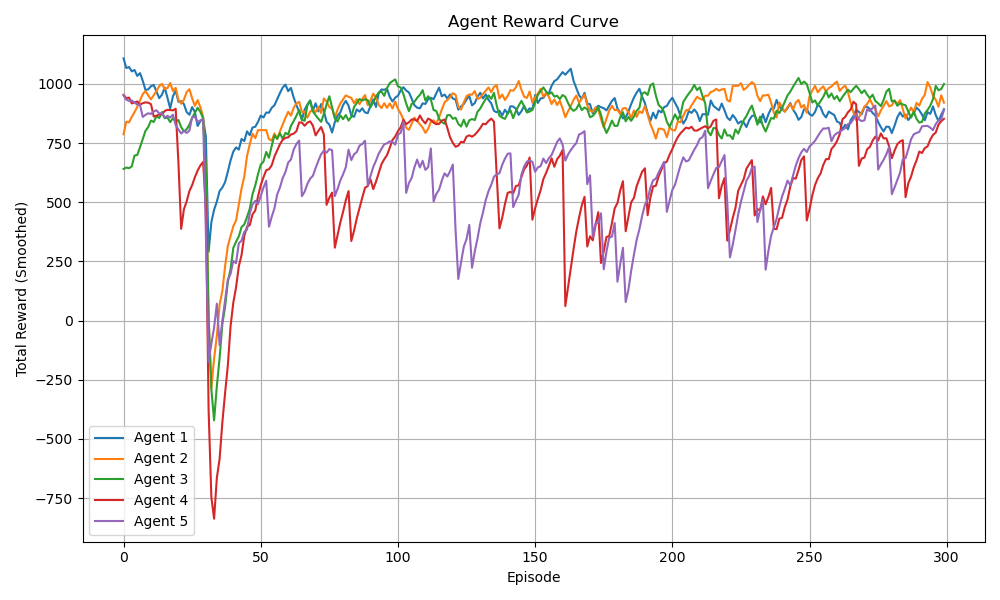 Agent Reward Curve
Total Reward (Smoothed)
1000
750
500
250
0
−250
−500
−750
Agent 1
Agent 2
Agent 3
Agent 4
Agent 5
0 50 100 150 200 250 300
Episode